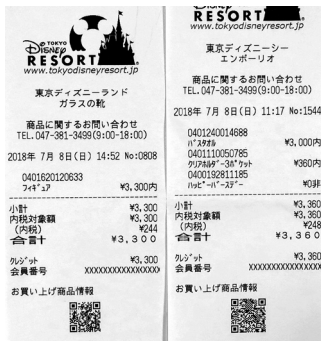 TOKYO
Disney
RESORT
www.tokyodisneyresort.jp
東京ディズニーランド
ガラスの靴
商品に関するお問い合わせ
TEL.047-381-3499(9:00-18:00)
2018年 7月 8日(日) 14:52 No:0808
0401620120633
フィギュア ¥3,300内
小計 ¥3,300
内税対象額 ¥3,300
(内税) ¥244
合計 ¥3,300
クレジット ¥3,300
会員番号 XXXXXXXXXXXXXXXX
お買い上げ商品情報
Disney
RESORT
www.tokyodisneyresort.jp
東京ディズニーシー
エンポーリオ
商品に関するお問い合わせ
TEL.047-381-3499(9:00-18:00)
2018年 7月 8日(日) 11:17 No:1544
0401240014688
バスタオル ¥3,000内
0401110050785
クリアホルダー3ポケット ¥360内
0400192811185
ハッピーバースデー ¥0非
小計 ¥3,360
内税対象額 ¥3,360
(内税) ¥248
合計 ¥3,360
クレジット ¥3,360
会員番号 XXXXXXXXXXXXXXXX
お買い上げ商品情報